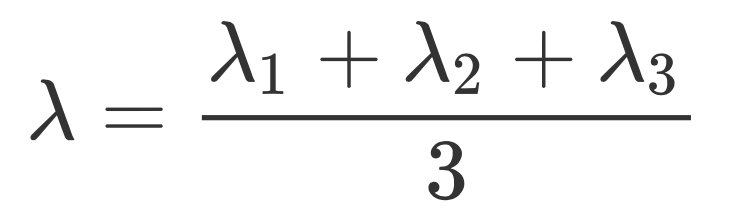 λ = (λ₁ + λ₂ + λ₃) / 3